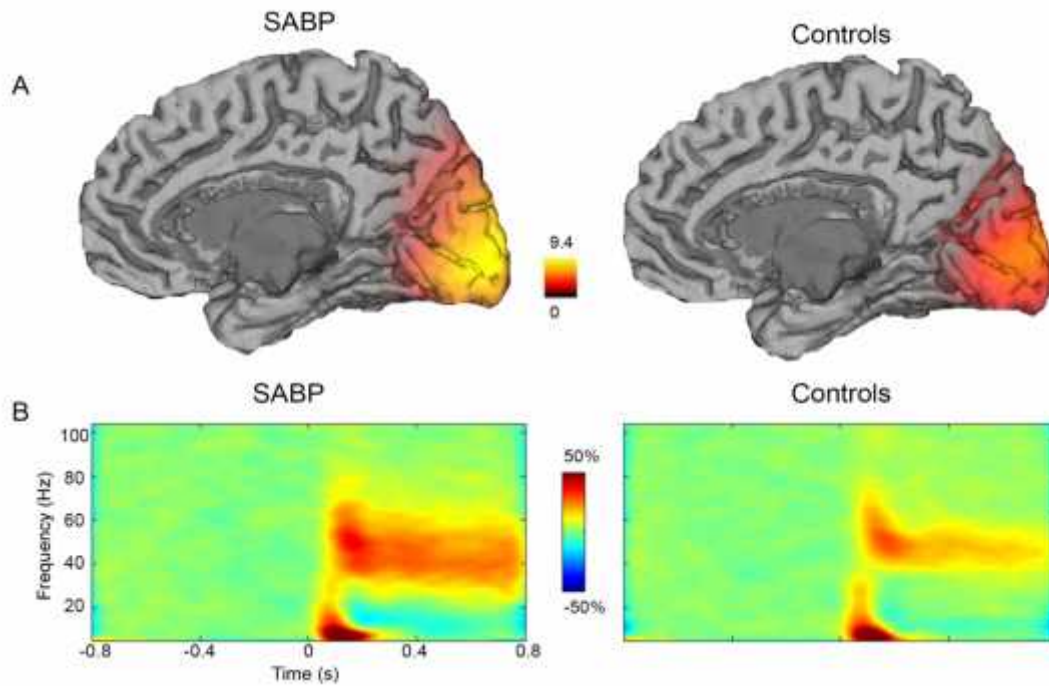 SABP
Controls
A
9.4
0
SABP
Controls
B
100
80
60
40
20
Frequency (Hz)
50%
-50%
-0.8
-0.4
0
0.4
0.8
Time (s)